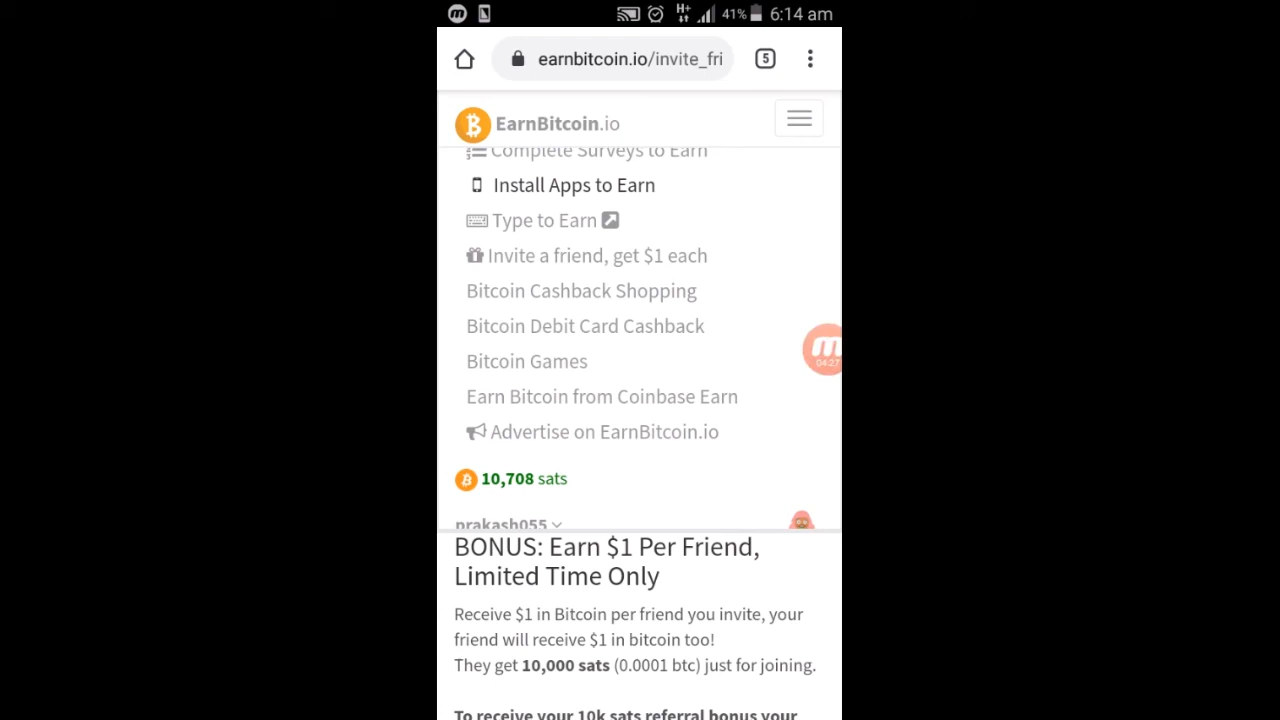 41% 6:14 am
earnbitcoin.io/invite_fri
5
EarnBitcoin.io
Complete Surveys to Earn
Install Apps to Earn
Type to Earn
Invite a friend, get $1 each
Bitcoin Cashback Shopping
Bitcoin Debit Card Cashback
04:27
Bitcoin Games
Earn Bitcoin from Coinbase Earn
Advertise on EarnBitcoin.io
10,708 sats
prakash055
BONUS: Earn $1 Per Friend,
Limited Time Only
Receive $1 in Bitcoin per friend you invite, your
friend will receive $1 in bitcoin too!
They get 10,000 sats (0.0001 btc) just for joining.
To receive your 10k sats referral bonus your